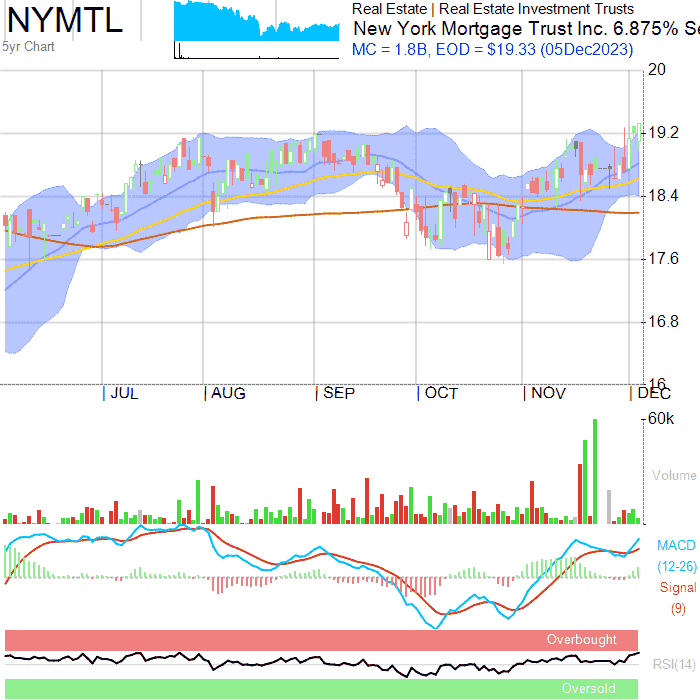 NYMTL
5yr Chart
Real Estate | Real Estate Investment Trusts
New York Mortgage Trust Inc. 6.875% Se
MC = 1.8B, EOD = $19.33 (05Dec2023)
20
19.2
18.4
17.6
16.8
16
JUL AUG SEP OCT NOV DEC
60k
Volume
MACD
(12-26)
Signal
(9)
Overbought
RSI(14)
Oversold